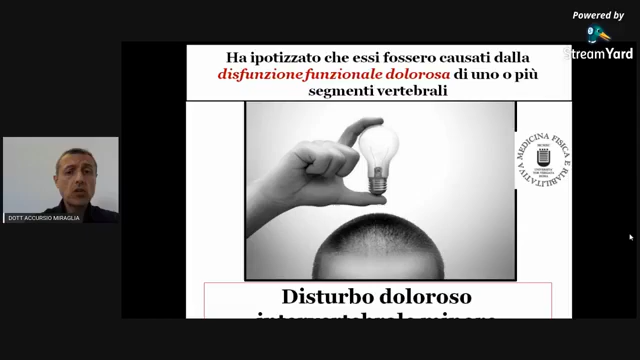 Powered by
StreamYard
Ha ipotizzato che essi fossero causati dalla
disfunzione funzionale dolorosa di uno o più
segmenti vertebrali
MEDICINA FISICA E
RIABILITATIVA
DOTT ACCURSIO MIRAGLIA
Disturbo doloroso
intervertebrale minore